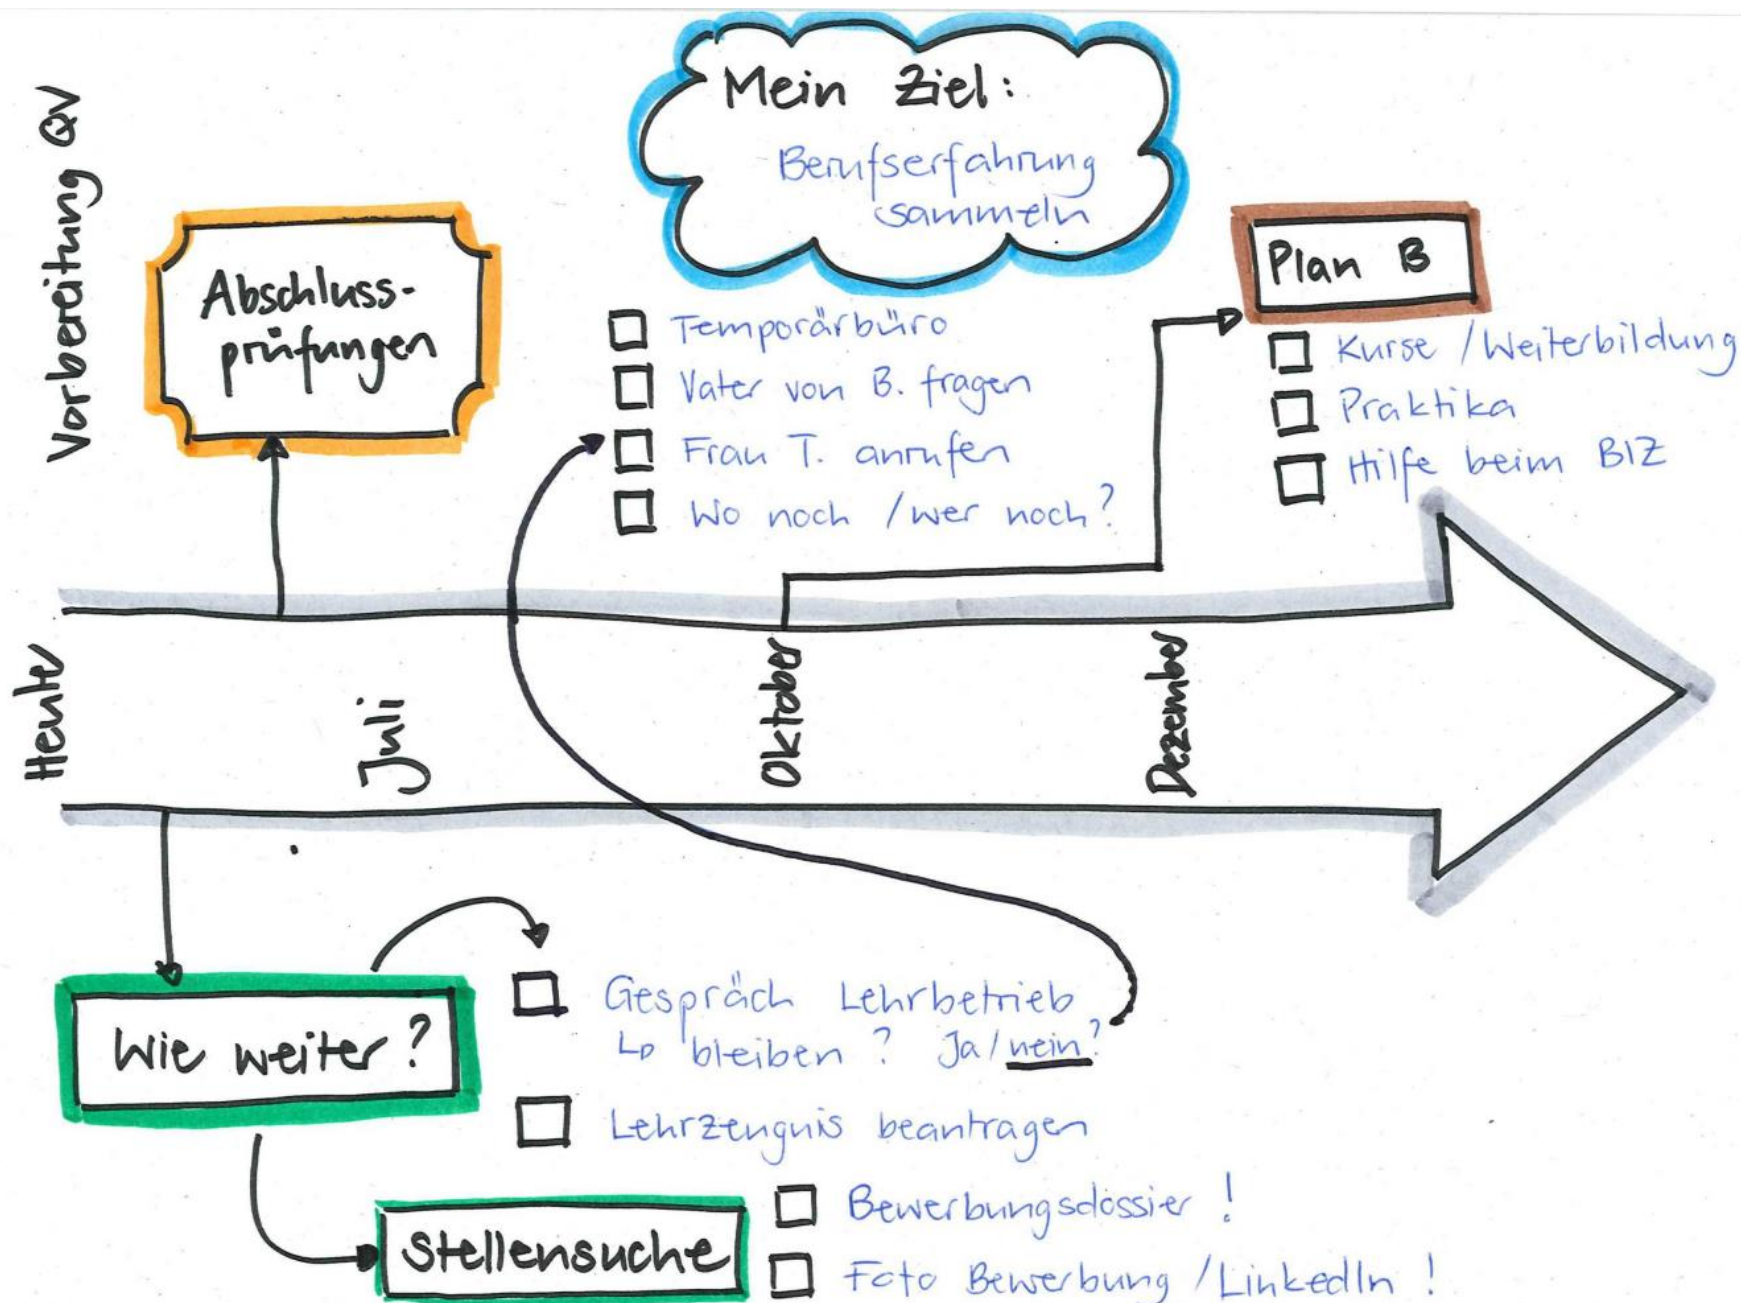 Vorbereitung QV
Abschluss-
prüfungen
Mein Ziel:
Berufserfahrung
sammeln
Temporärbüro
Vater von B. fragen
Frau T. anrufen
Wo noch / wer noch?
Plan B
Kurse / Weiterbildung
Praktika
Hilfe beim BIZ
Heute
Juli
Oktober
Dezember
Wie weiter?
Gespräch Lehrbetrieb
↳ bleiben? Ja / nein?
Lehrzeugnis beantragen
Stellensuche
Bewerbungsdossier!
Foto Bewerbung / LinkedIn!